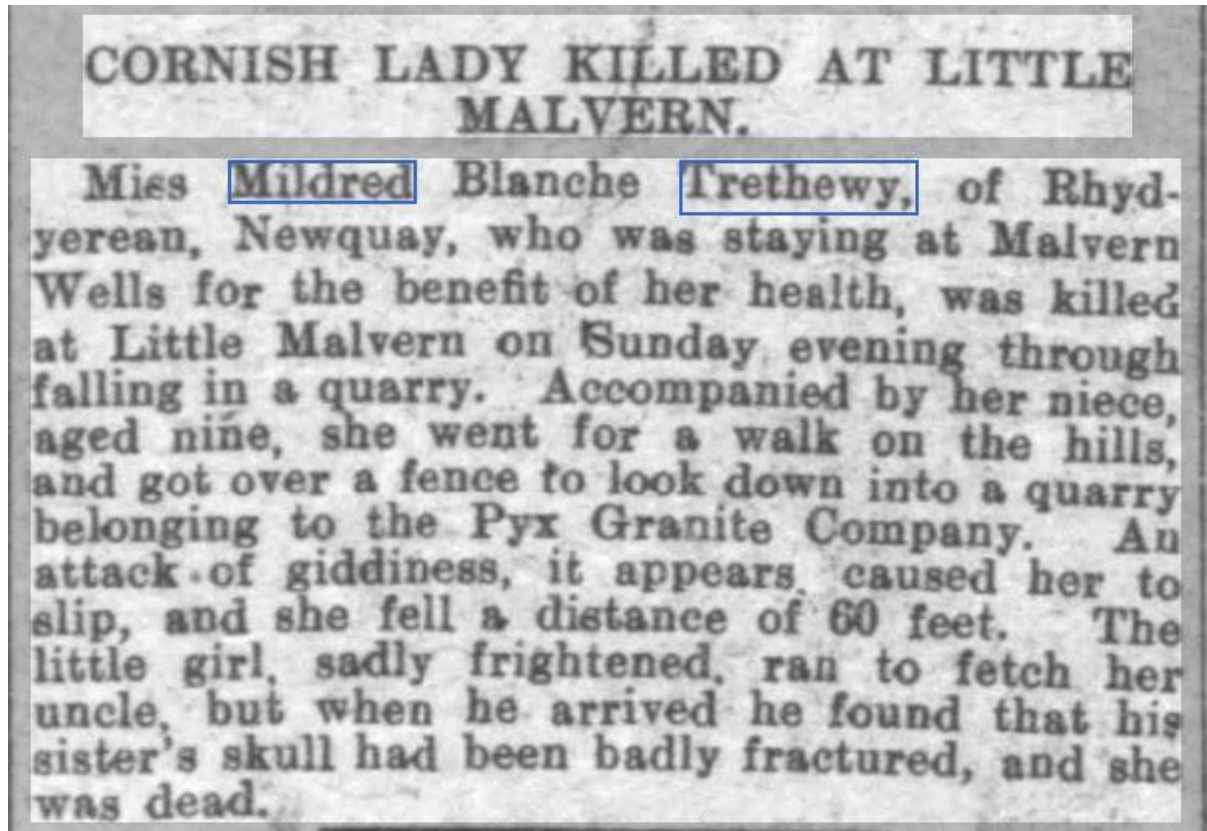 CORNISH LADY KILLED AT LITTLE
MALVERN.
Miss Mildred Blanche Trethewy, of Rhyd-
yerean, Newquay, who was staying at Malvern
Wells for the benefit of her health, was killed
at Little Malvern on Sunday evening through
falling in a quarry. Accompanied by her niece,
aged nine, she went for a walk on the hills,
and got over a fence to look down into a quarry
belonging to the Pyx Granite Company. An
attack of giddiness, it appears, caused her to
slip, and she fell a distance of 60 feet. The
little girl, sadly frightened, ran to fetch her
uncle, but when he arrived he found that his
sister's skull had been badly fractured, and she
was dead.